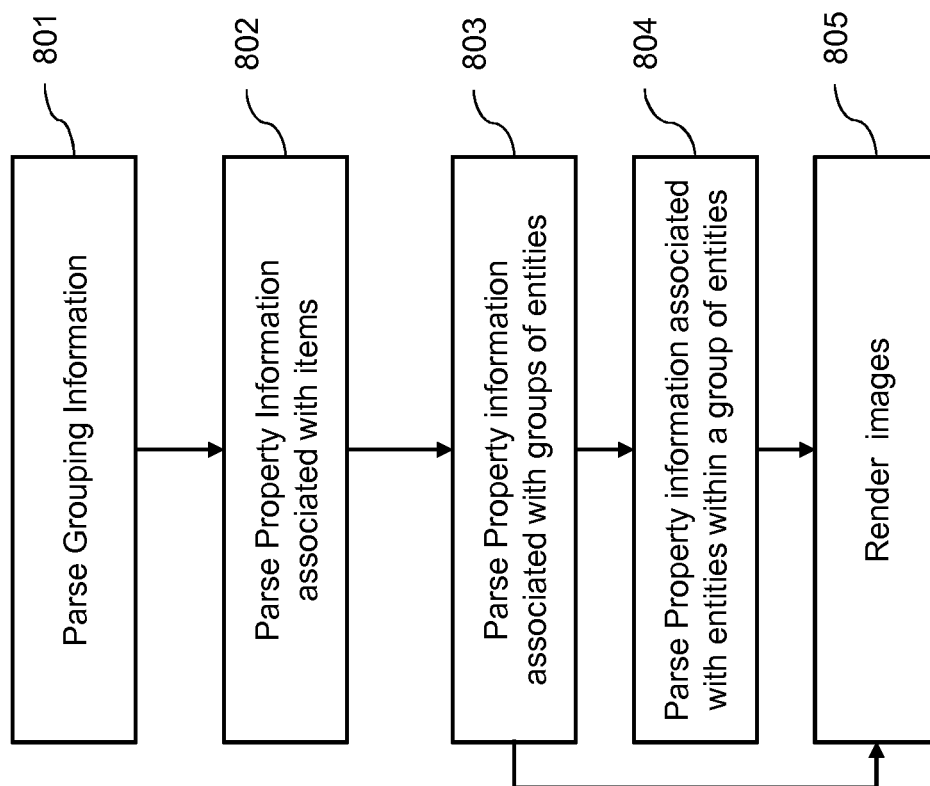 Parse Grouping Information
801
Parse Property Information
associated with items
802
Parse Property information
associated with groups of entities
803
Parse Property information associated
with entities within a group of entities
804
Render images
805